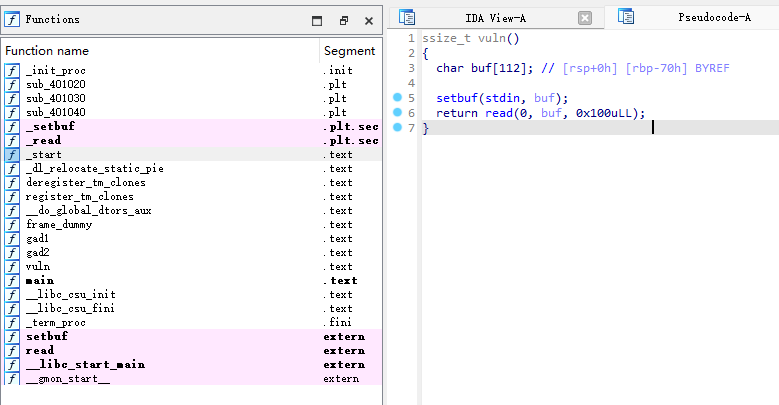 Functions
Function name Segment
_init_proc .init
sub_401020 .plt
sub_401030 .plt
sub_401040 .plt
_setbuf .plt.sec
_read .plt.sec
_start .text
_dl_relocate_static_pie .text
deregister_tm_clones .text
register_tm_clones .text
__do_global_dtors_aux .text
frame_dummy .text
gad1 .text
gad2 .text
vuln .text
main .text
__libc_csu_init .text
__libc_csu_fini .text
_term_proc .fini
setbuf extern
read extern
__libc_start_main extern
__gmon_start__ extern
IDA View-A Pseudocode-A
1 ssize_t vuln()
2 {
3 char buf[112]; // [rsp+0h] [rbp-70h] BYREF
4
5 setbuf(stdin, buf);
6 return read(0, buf, 0x100uLL);
7 }